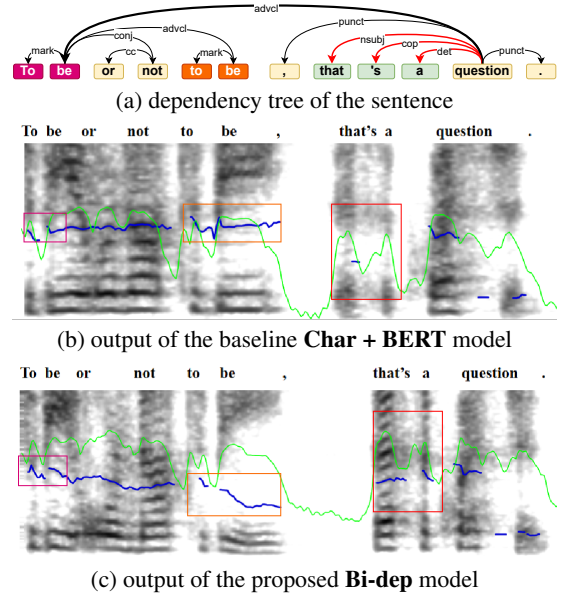 advcl
punct
conj
advcl
nsubj
cop
mark
cc
mark
det
punct
To be or not to be , that 's a question .
(a) dependency tree of the sentence
To be or not to be , that's a question .
(b) output of the baseline Char + BERT model
To be or not to be , that's a question .
(c) output of the proposed Bi-dep model